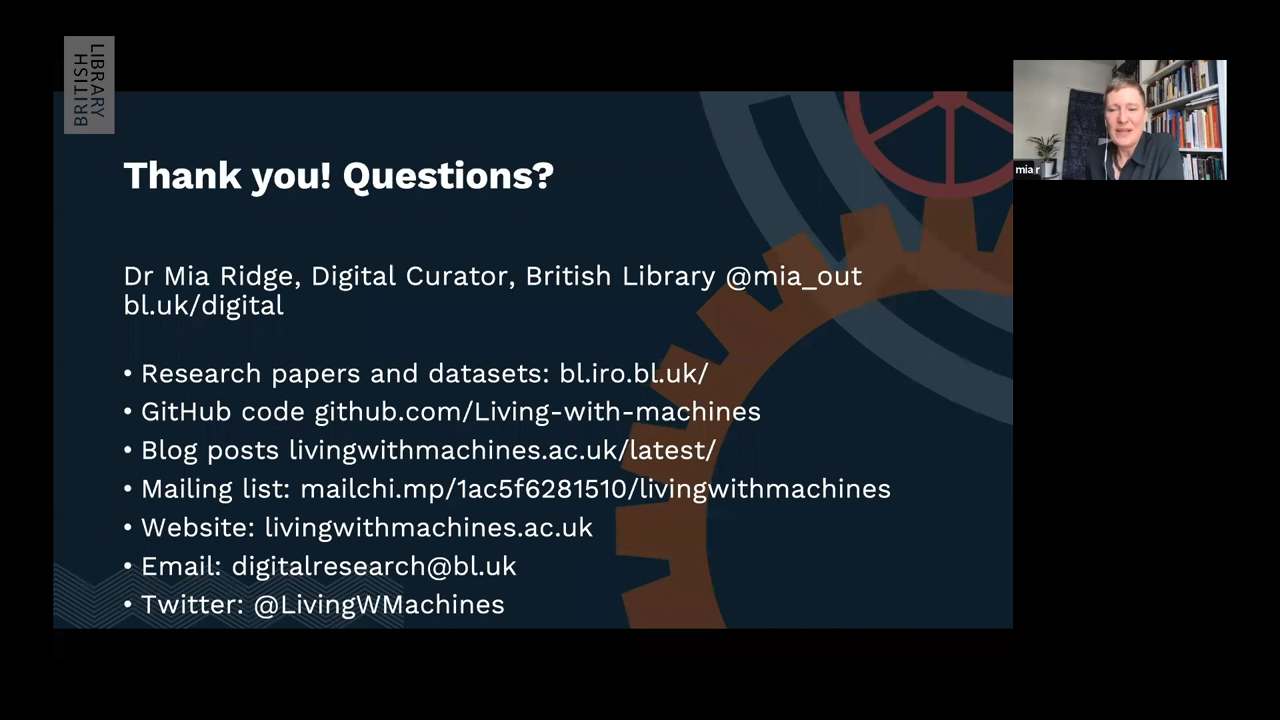 BRITISH
LIBRARY
Thank you! Questions?
Dr Mia Ridge, Digital Curator, British Library @mia_out
bl.uk/digital
• Research papers and datasets: bl.iro.bl.uk/
• GitHub code github.com/Living-with-machines
• Blog posts livingwithmachines.ac.uk/latest/
• Mailing list: mailchi.mp/1ac5f6281510/livingwithmachines
• Website: livingwithmachines.ac.uk
• Email: digitalresearch@bl.uk
• Twitter: @LivingWMachines
mia r